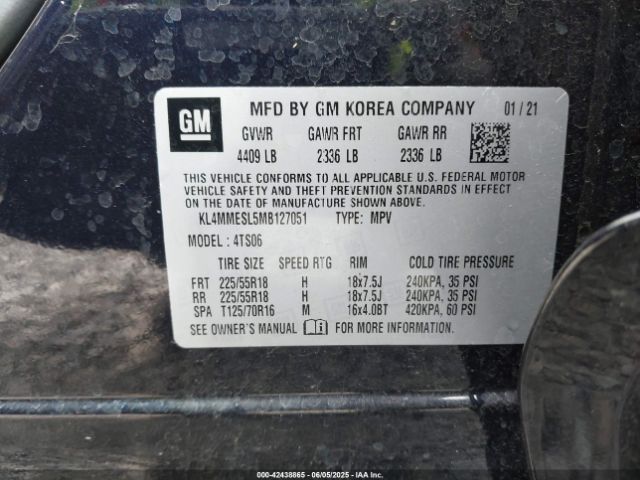 GM
MFD BY GM KOREA COMPANY 01 / 21
GVWR GAWR FRT GAWR RR
4409 LB 2336 LB 2336 LB
THIS VEHICLE CONFORMS TO ALL APPLICABLE U.S. FEDERAL MOTOR
VEHICLE SAFETY AND THEFT PREVENTION STANDARDS IN EFFECT
ON THE DATE OF MANUFACTURE SHOWN ABOVE.
KL4MMESL5MB127051 TYPE: MPV
MODEL: 4TS06
TIRE SIZE SPEED RTG RIM COLD TIRE PRESSURE
FRT 225/55R18 H 18x7.5J 240KPA, 35 PSI
RR 225/55R18 H 18x7.5J 240KPA, 35 PSI
SPA T125/70R16 M 16x4.0BT 420KPA, 60 PSI
SEE OWNER'S MANUAL FOR MORE INFORMATION.
000-42438865 - 06/05/2025 - IAAI.com